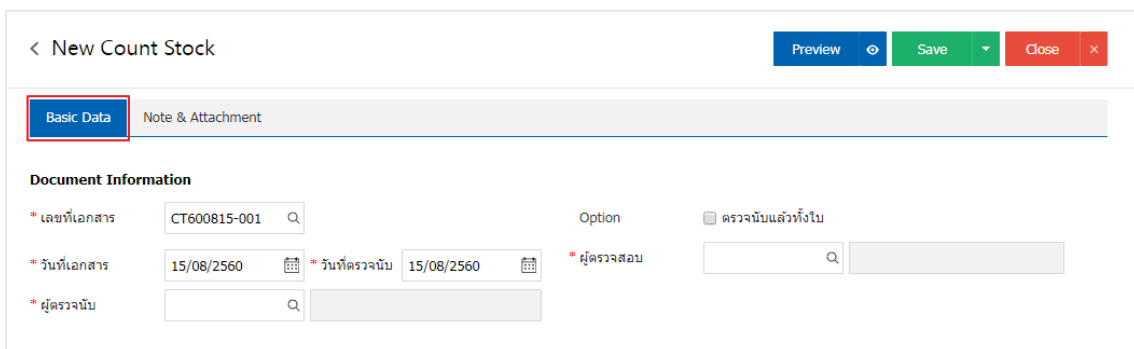 < New Count Stock Preview Save Close ×
Basic Data Note & Attachment
Document Information
* เลขที่เอกสาร CT600815-001 Option ตรวจนับแล้วทั้งใบ
* วันที่เอกสาร 15/08/2560 * วันที่ตรวจนับ 15/08/2560 * ผู้ตรวจสอบ
* ผู้ตรวจนับ